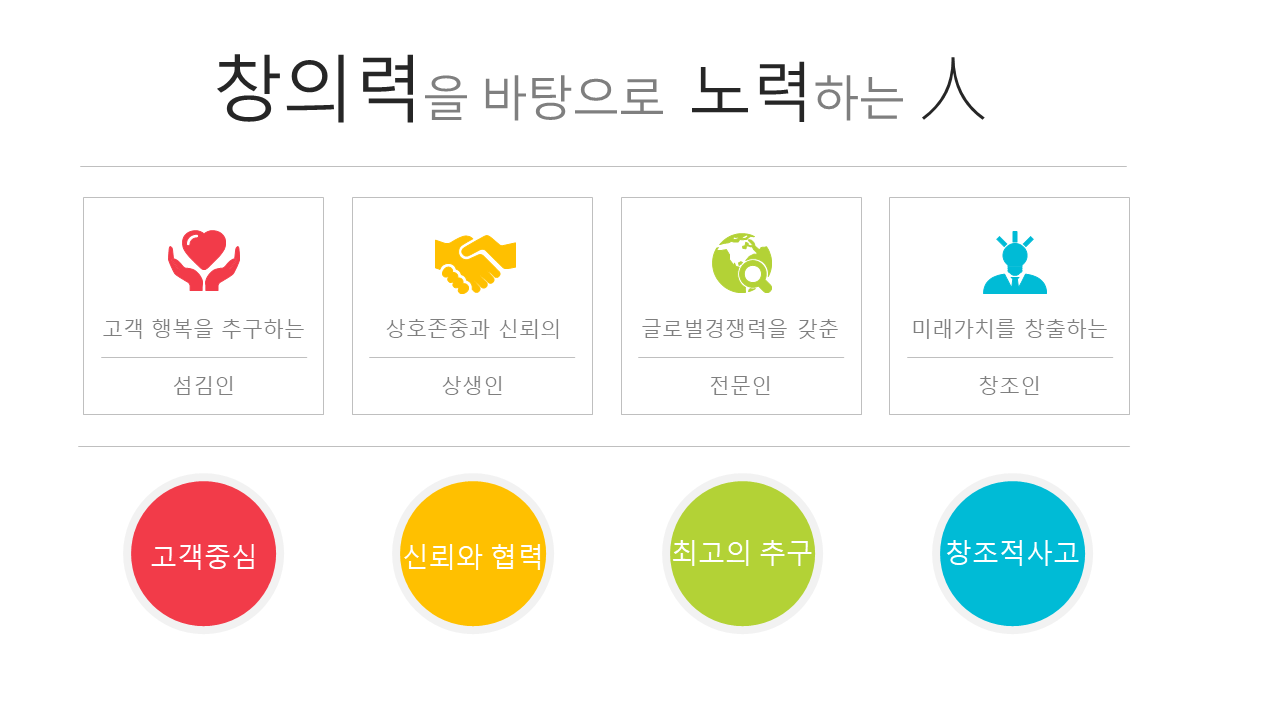 창의력을 바탕으로 노력하는 人
고객 행복을 추구하는
섬김인
상호존중과 신뢰의
상생인
글로벌경쟁력을 갖춘
전문인
미래가치를 창출하는
창조인
고객중심
신뢰와 협력
최고의 추구
창조적사고